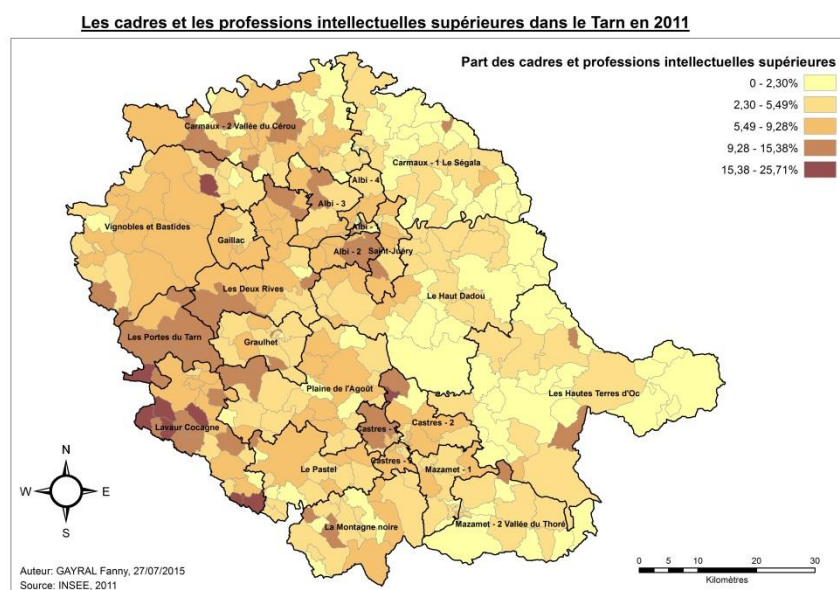 Les cadres et les professions intellectuelles supérieures dans le Tarn en 2011
Part des cadres et professions intellectuelles supérieures
0 - 2,30%
2,30 - 5,49%
5,49 - 9,28%
9,28 - 15,38%
15,38 - 25,71%
Carmaux - 2 Vallée du Cérou
Carmaux - 1 Le Ségala
Albi - 4
Albi - 3
Vignobles et Bastides
Albi - 1
Gaillac
Albi - 2
Saint-Juéry
Les Deux Rives
Le Haut Dadou
Les Portes du Tarn
Graulhet
Plaine de l'Agoût
Les Hautes Terres d'Oc
Lavaur Cocagne
Castres -
Castres - 2
Castres - 3
Le Pastel
Mazamet - 1
La Montagne noire
Mazamet - 2 Vallée du Thoré
N
W
E
S
0
5
10
20
30
Kilomètres
Auteur: GAYRAL Fanny, 27/07/2015
Source: INSEE, 2011